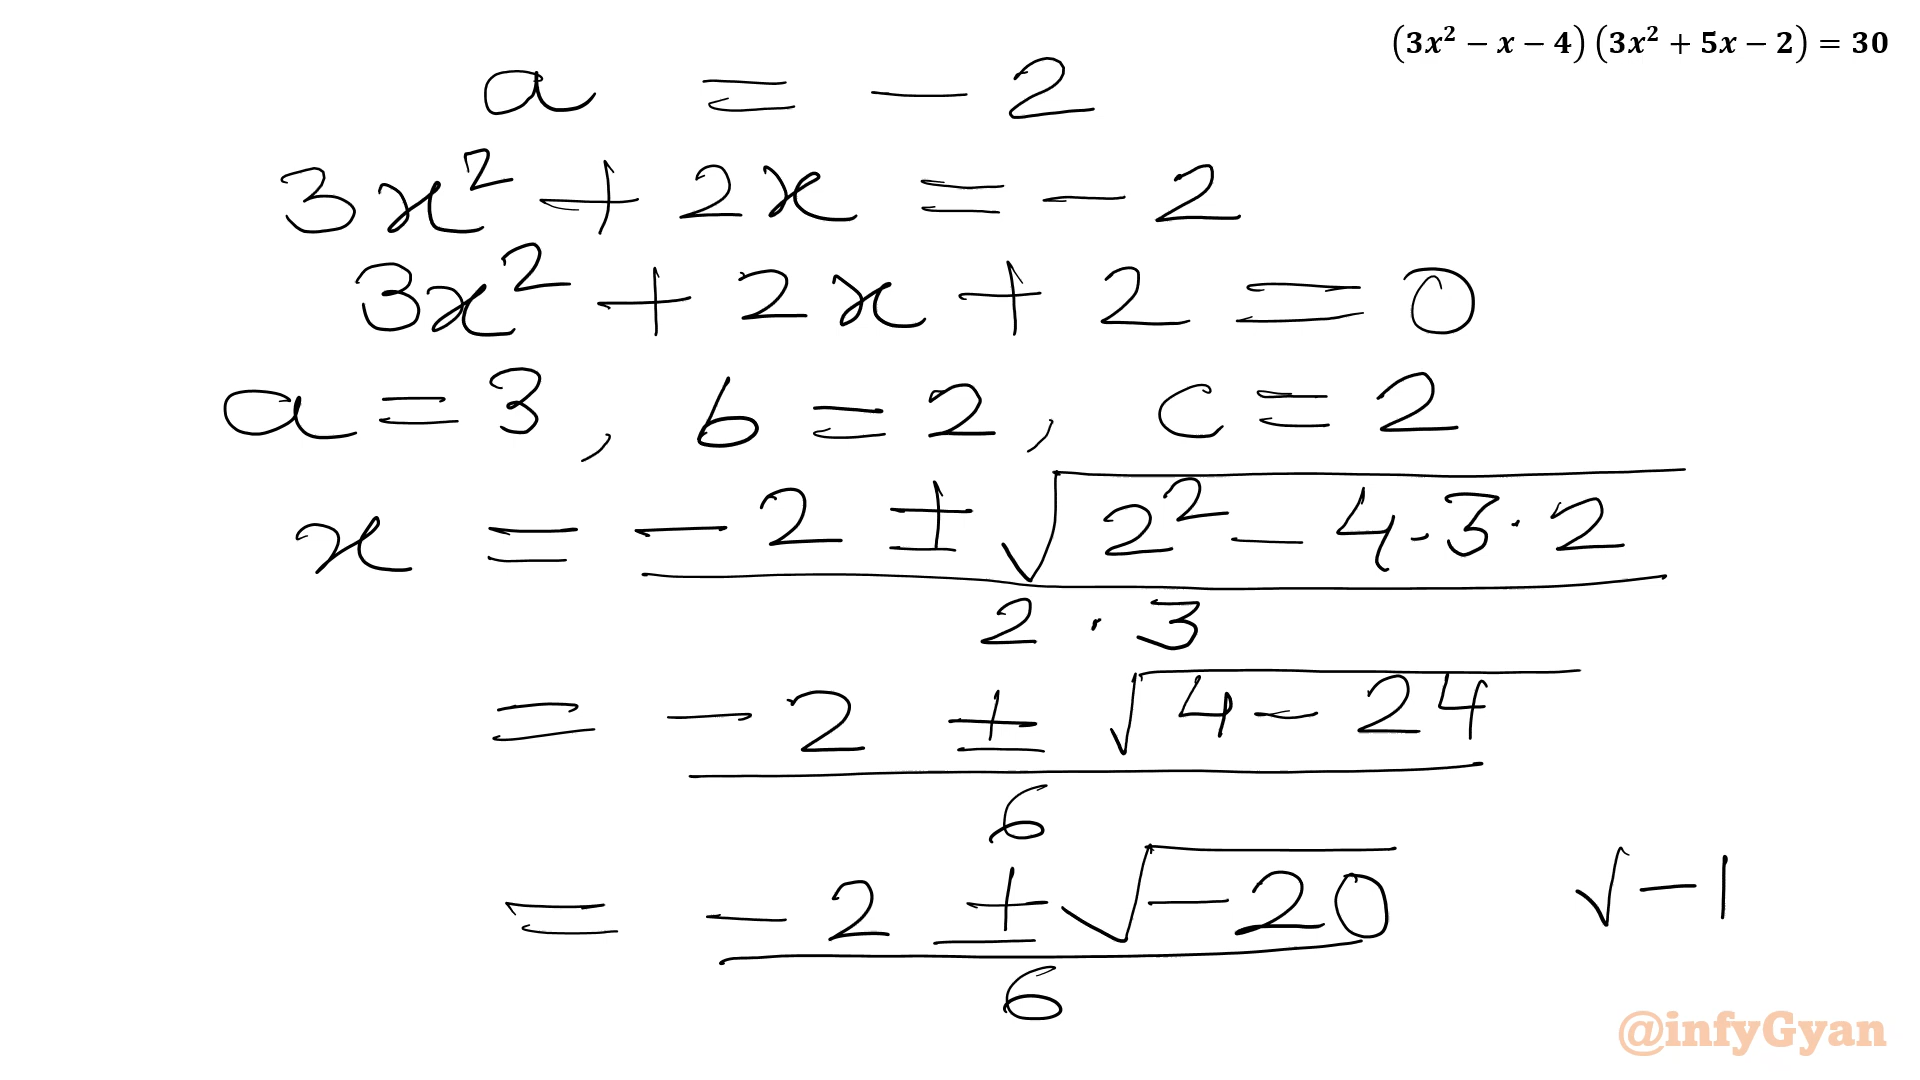 (3x² − x − 4)(3x² + 5x − 2) = 30
a = −2
3x² + 2x = −2
3x² + 2x + 2 = 0
a = 3, b = 2, c = 2
x = (−2 ± √(2² − 4·3·2)) / (2·3)
= (−2 ± √(4 − 24)) / 6
= (−2 ± √(−20)) / 6 √−1
@infyGyan